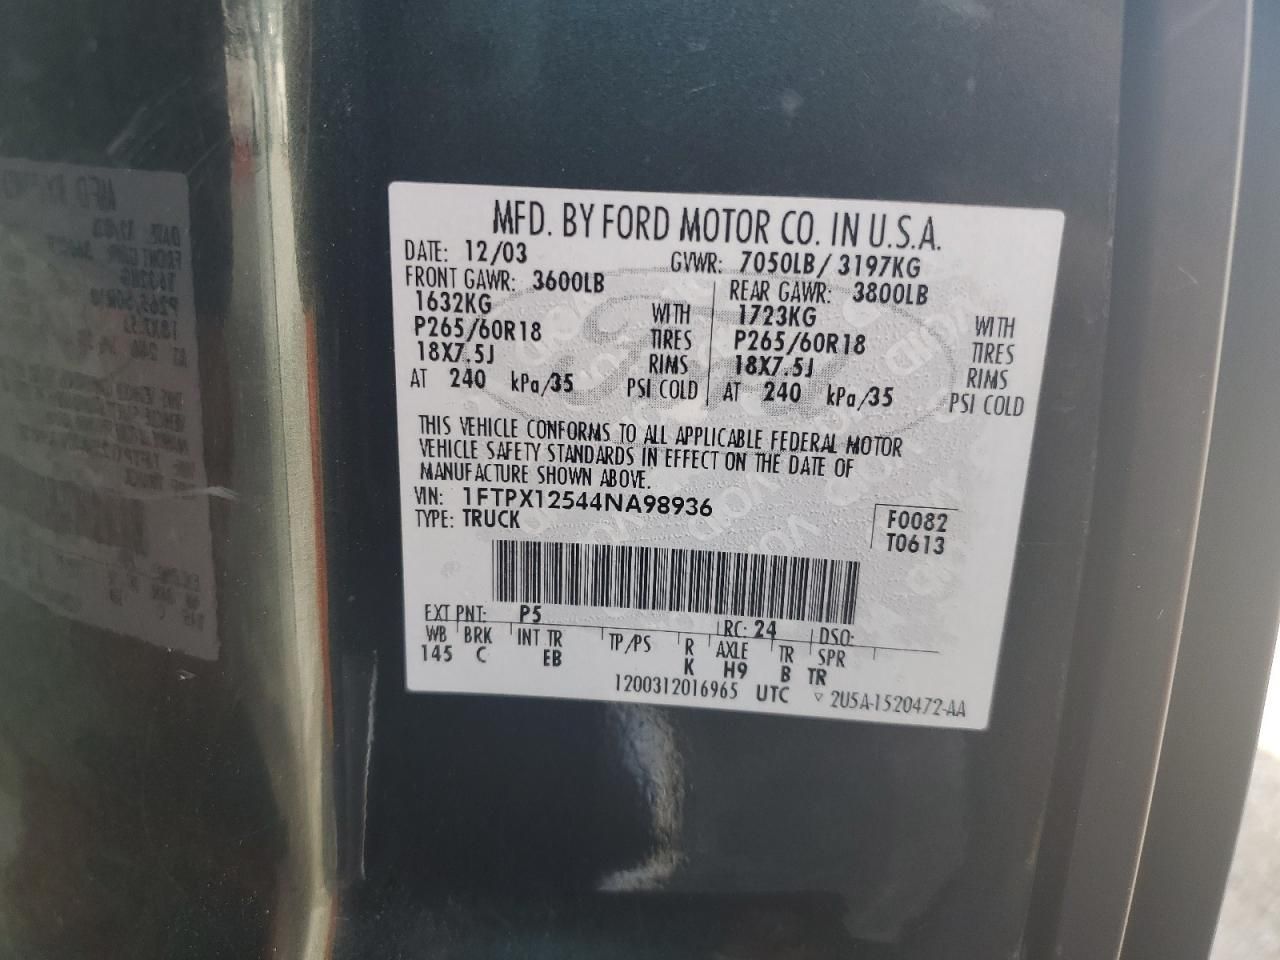 MFD. BY FORD MOTOR CO. IN U.S.A.
DATE: 12/03 GVWR: 7050LB / 3197KG
FRONT GAWR: 3600LB REAR GAWR: 3800LB
1632KG WITH 1723KG WITH
P265/60R18 TIRES P265/60R18 TIRES
18X7.5J RIMS 18X7.5J RIMS
AT 240 kPa/35 PSI COLD AT 240 kPa/35 PSI COLD
THIS VEHICLE CONFORMS TO ALL APPLICABLE FEDERAL MOTOR
VEHICLE SAFETY STANDARDS IN EFFECT ON THE DATE OF
MANUFACTURE SHOWN ABOVE.
VIN: 1FTPX12544NA98936 F0082
TYPE: TRUCK T0613
EXT PNT: P5 RC: 24 DSO:
WB BRK INT TR TP/PS R AXLE TR SPR
145 C EB K H9 B TR
1200312016965 UTC ▽ 2U5A-1520472-AA